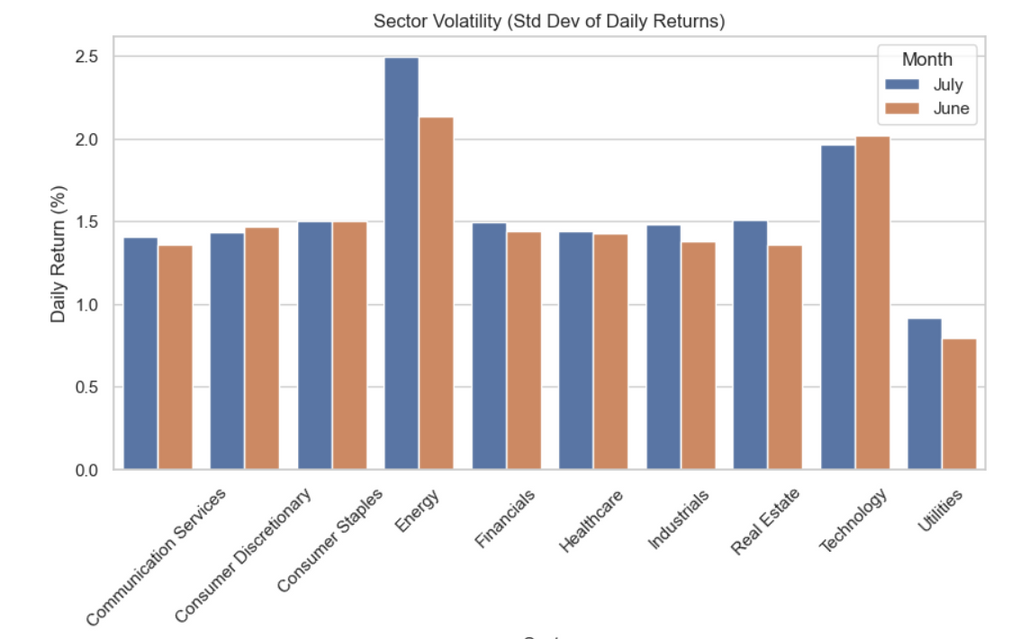 Sector Volatility (Std Dev of Daily Returns)
Month
July
June
Daily Return (%)
2.5
2.0
1.5
1.0
0.5
0.0
Communication Services
Consumer Discretionary
Consumer Staples
Energy
Financials
Healthcare
Industrials
Real Estate
Technology
Utilities